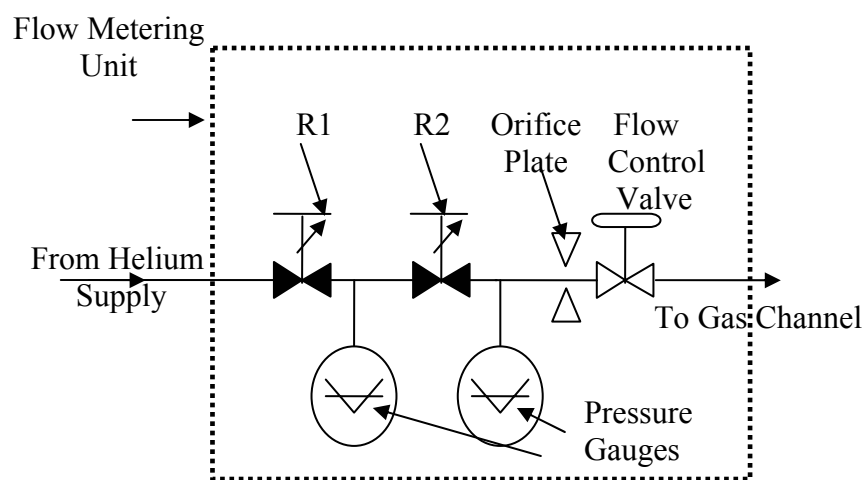 Flow Metering
Unit
R1
R2
Orifice
Plate
Flow
Control
Valve
From Helium
Supply
To Gas Channel
Pressure
Gauges